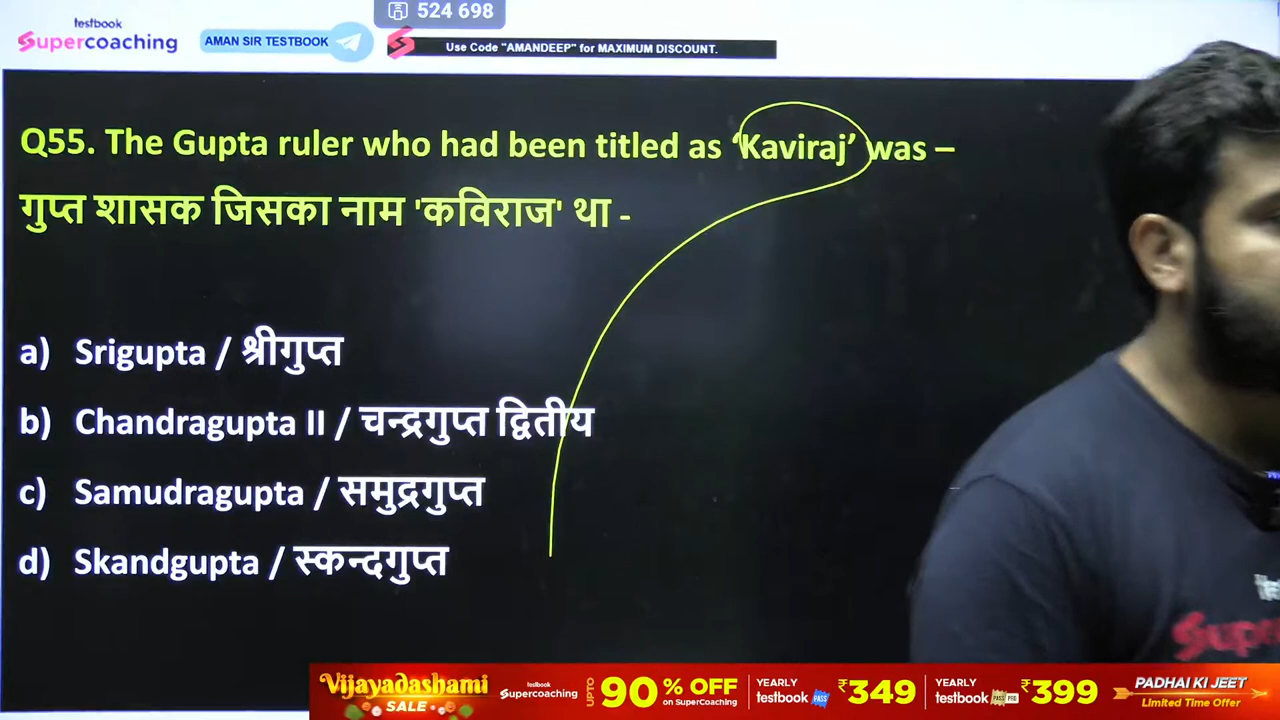 testbook
Supercoaching
AMAN SIR TESTBOOK
524 698
Use Code "AMANDEEP" for MAXIMUM DISCOUNT.
Q55. The Gupta ruler who had been titled as ‘Kaviraj’ was –
गुप्त शासक जिसका नाम 'कविराज' था -
a) Srigupta / श्रीगुप्त
b) Chandragupta II / चन्द्रगुप्त द्वितीय
c) Samudragupta / समुद्रगुप्त
d) Skandgupta / स्कन्दगुप्त
Vijayadashami
SALE
testbook
Supercoaching
UPTO
90% OFF
on SuperCoaching
YEARLY
testbook PASS
₹349
YEARLY
testbook PASS PRO
₹399
PADHAI KI JEET
Limited Time Offer